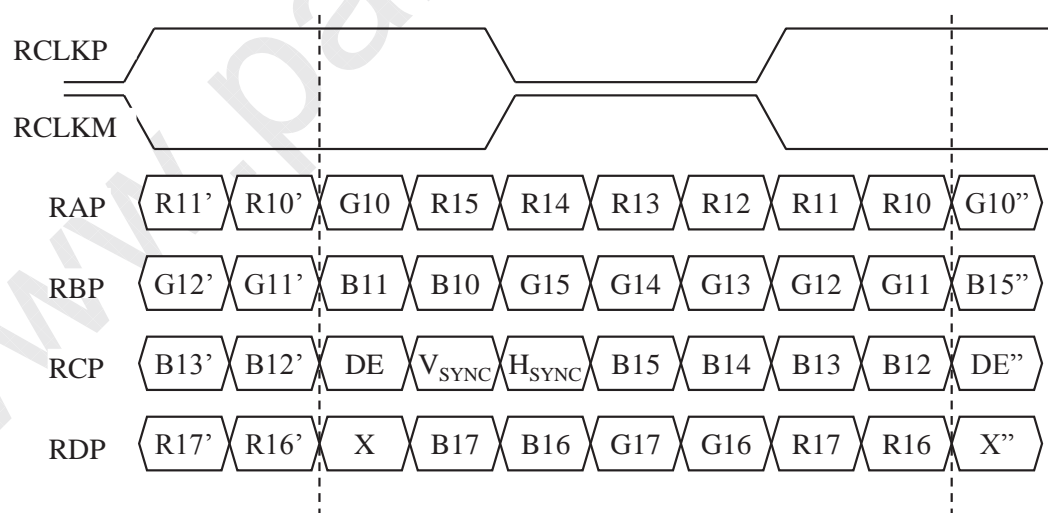 RCLKP
RCLKM
RAP R11’ R10’ G10 R15 R14 R13 R12 R11 R10 G10”
RBP G12’ G11’ B11 B10 G15 G14 G13 G12 G11 B15”
RCP B13’ B12’ DE VSYNC HSYNC B15 B14 B13 B12 DE”
RDP R17’ R16’ X B17 B16 G17 G16 R17 R16 X”
www.pa